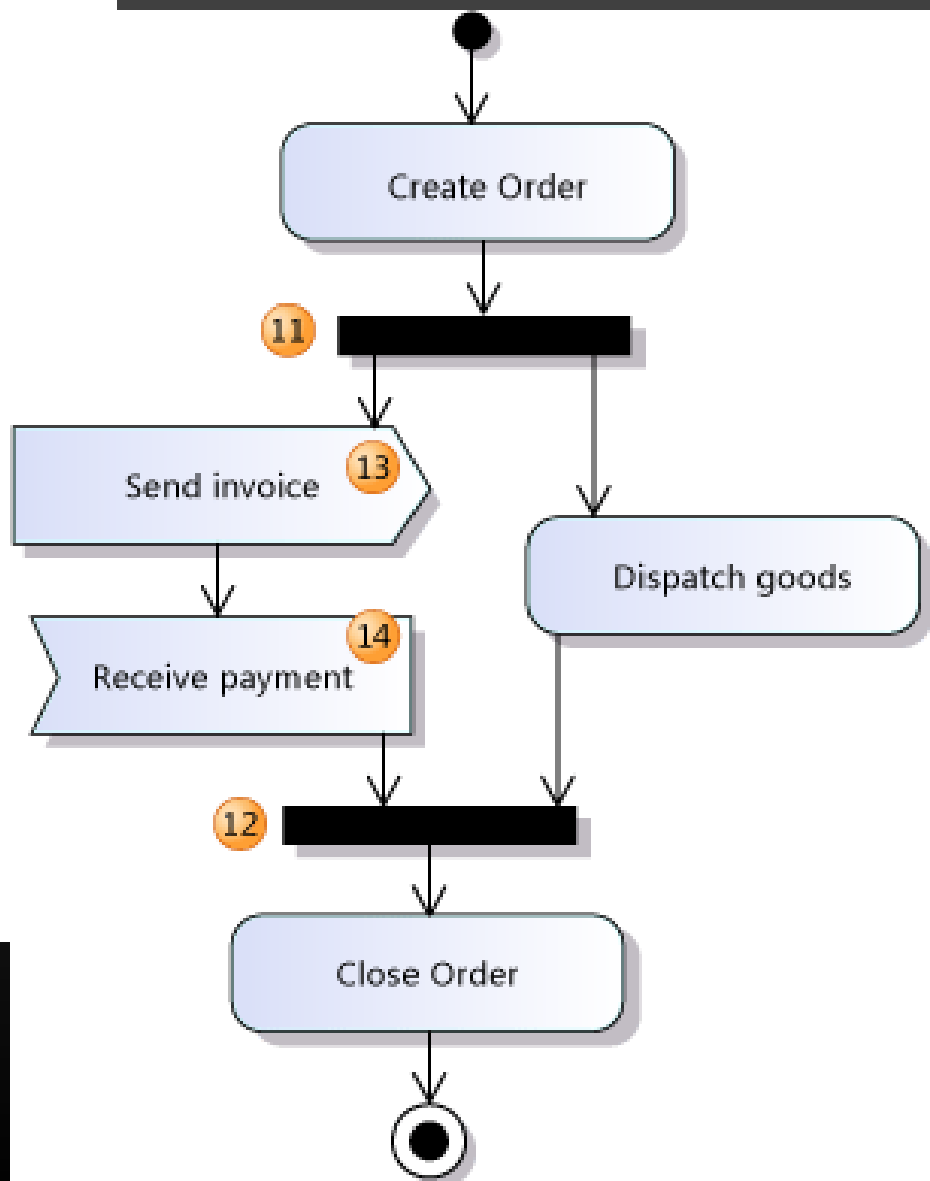 Create Order
11
13
Send invoice
Dispatch goods
14
Receive payment
12
Close Order